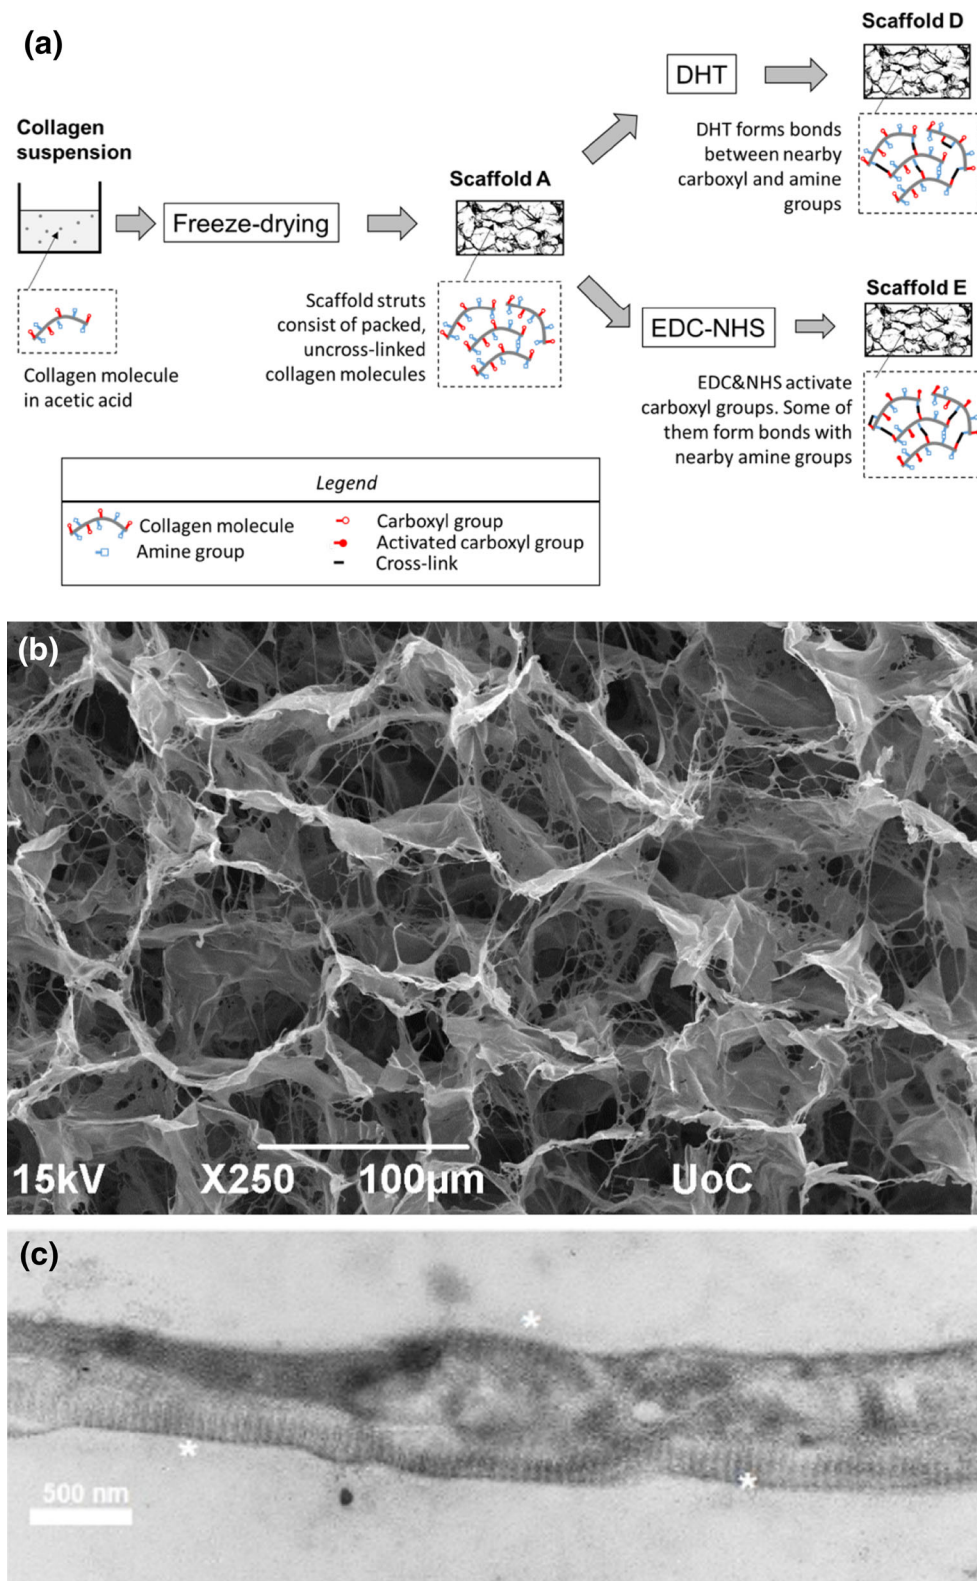 (a)
Scaffold D
DHT
Collagen
suspension
DHT forms bonds
between nearby
carboxyl and amine
groups
Scaffold A
Freeze-drying
Scaffold E
EDC-NHS
Scaffold struts
consist of packed,
uncross-linked
collagen molecules
Collagen molecule
in acetic acid
EDC&NHS activate
carboxyl groups. Some of
them form bonds with
nearby amine groups
Legend
Collagen molecule
Amine group
Carboxyl group
Activated carboxyl group
Cross-link
(b)
15kV X250 100µm UoC
(c)
*
*
*
500 nm